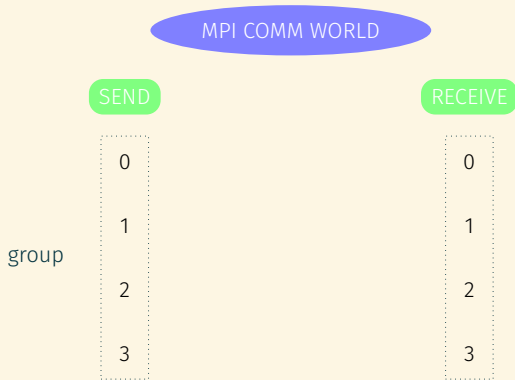 MPI COMM WORLD
SEND RECEIVE
0 0
1 1
group
2 2
3 3